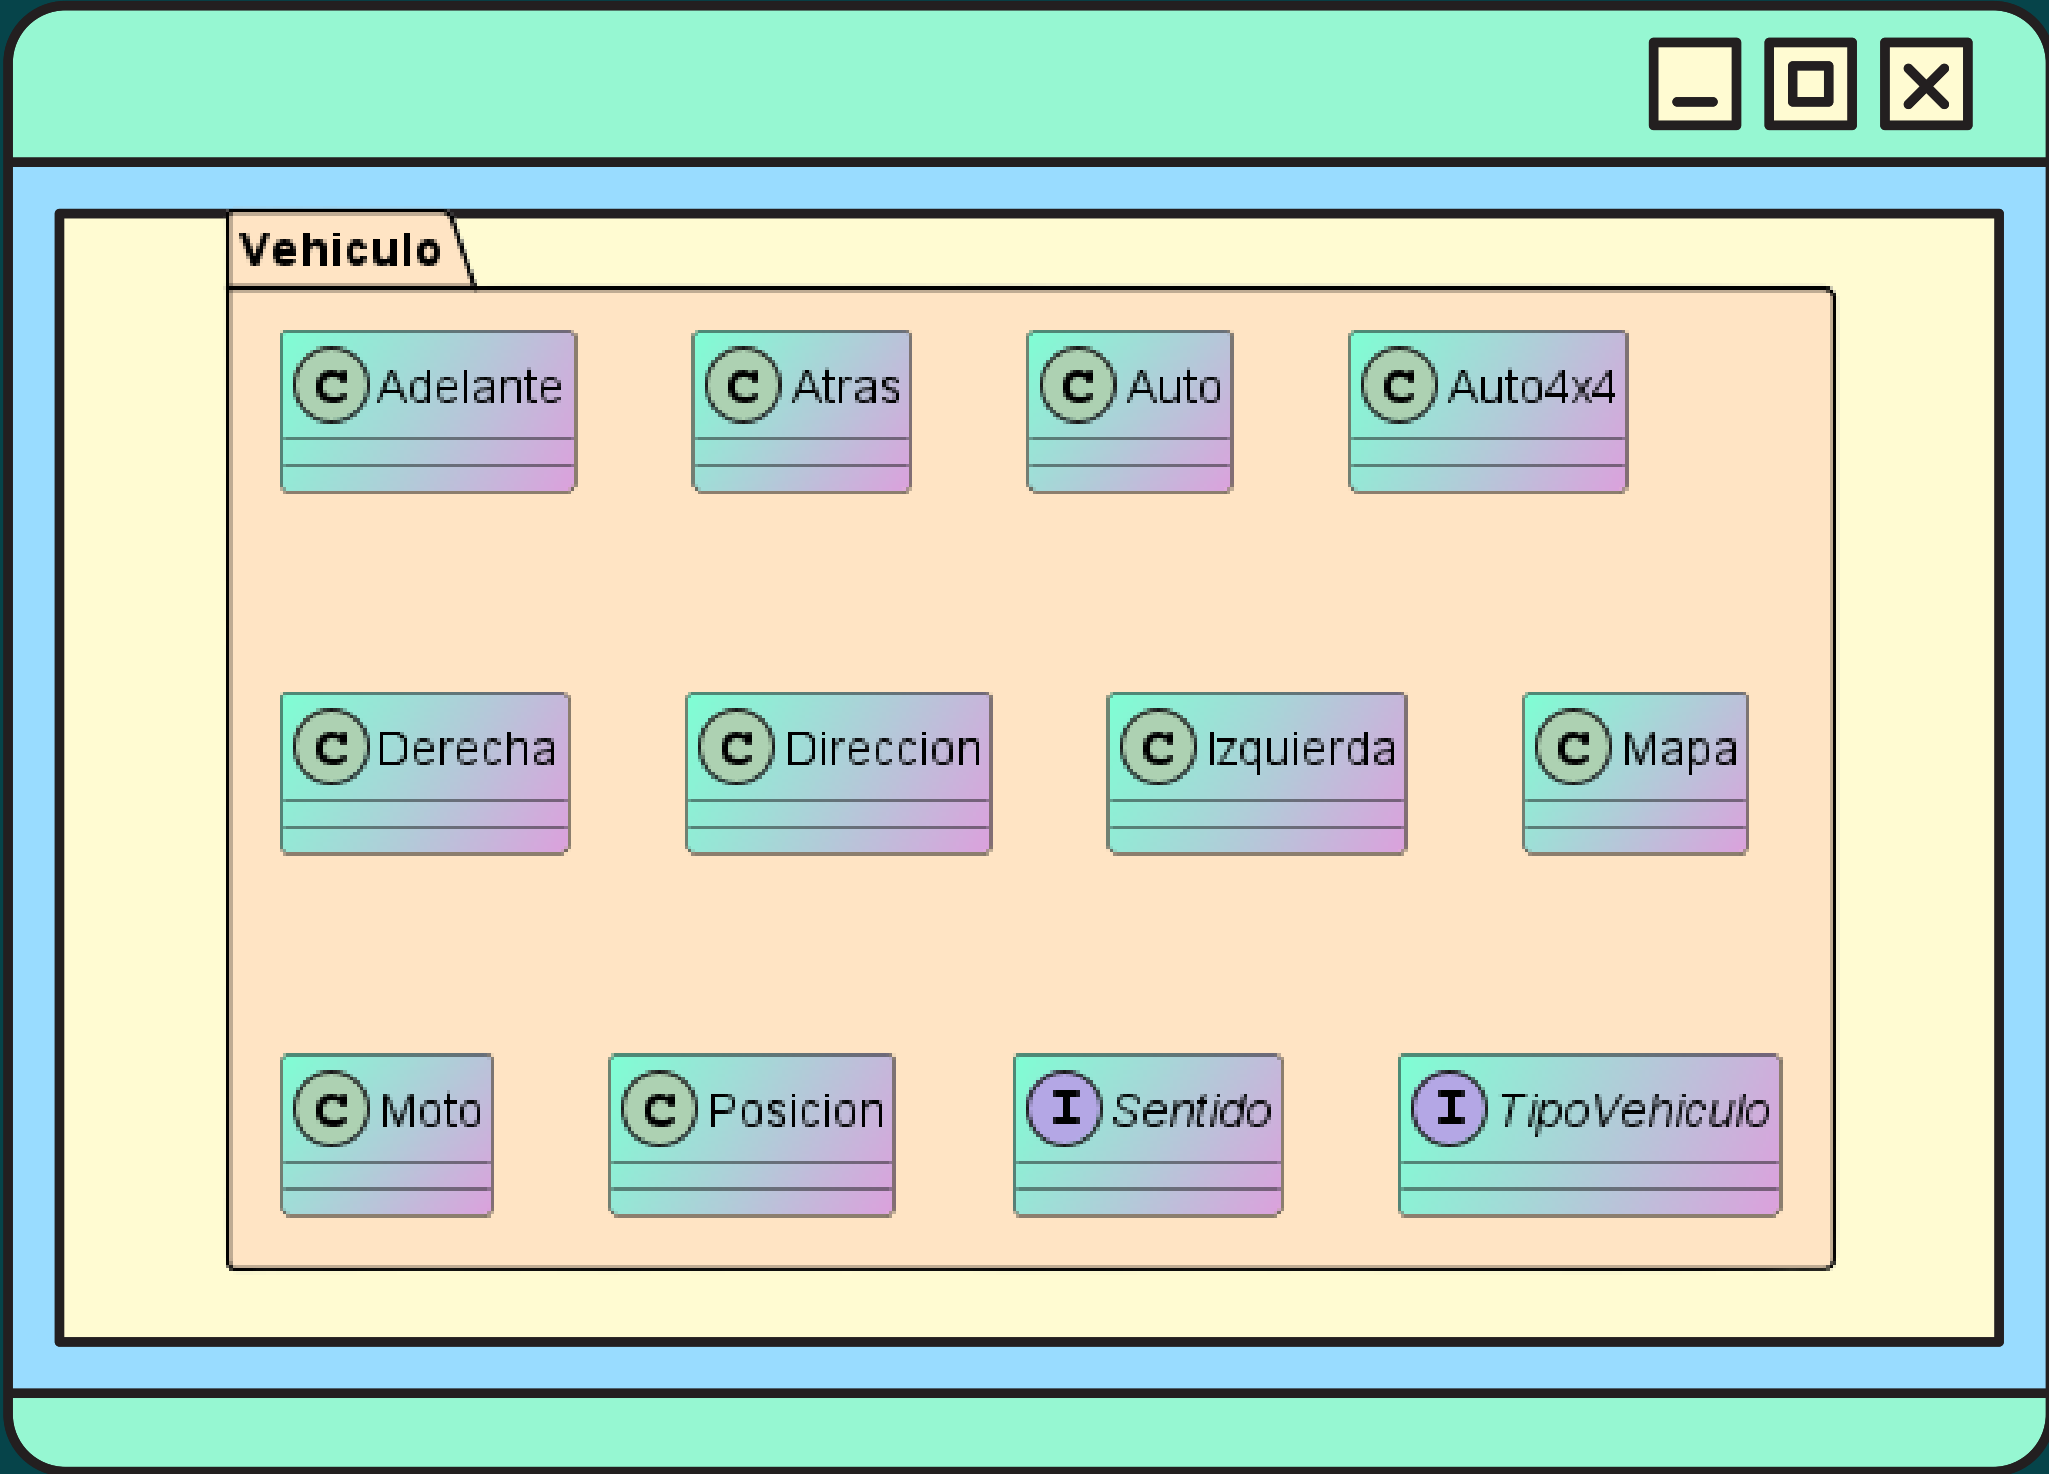 Vehiculo
C Adelante
C Atras
C Auto
C Auto4x4
C Derecha
C Direccion
C Izquierda
C Mapa
C Moto
C Posicion
I Sentido
I TipoVehiculo